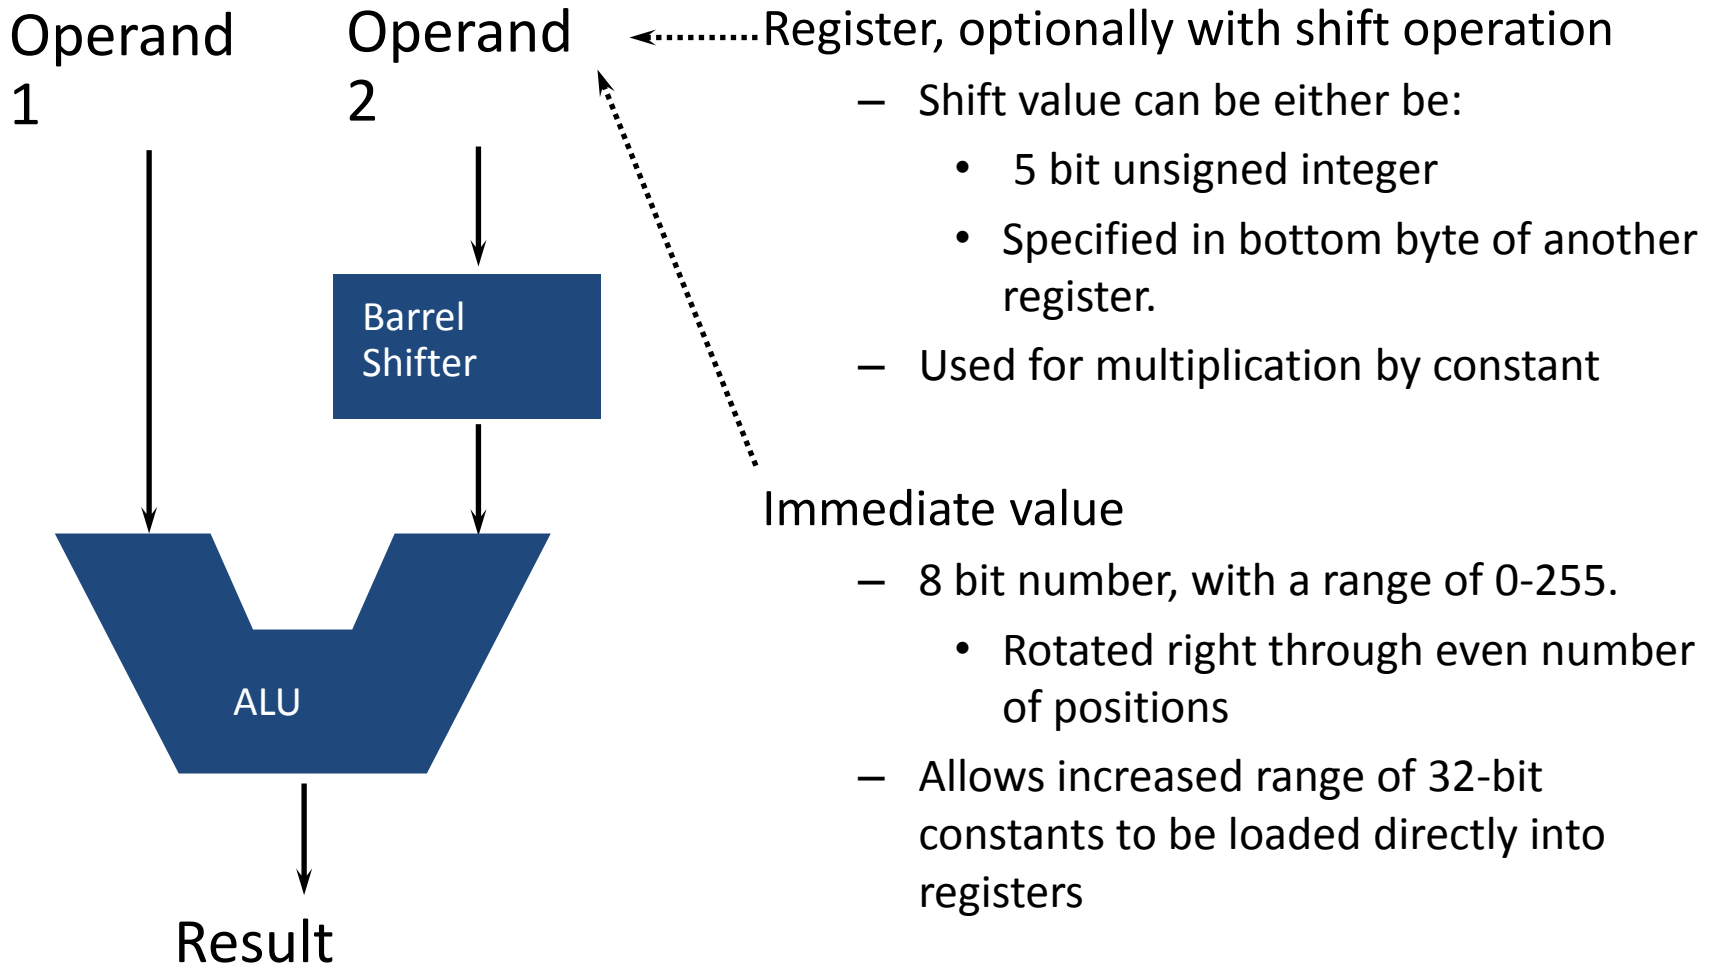 Operand
1
Operand
2
Register, optionally with shift operation
– Shift value can be either be:
• 5 bit unsigned integer
• Specified in bottom byte of another
register.
– Used for multiplication by constant
Barrel
Shifter
Immediate value
– 8 bit number, with a range of 0-255.
• Rotated right through even number
of positions
– Allows increased range of 32-bit
constants to be loaded directly into
registers
ALU
Result